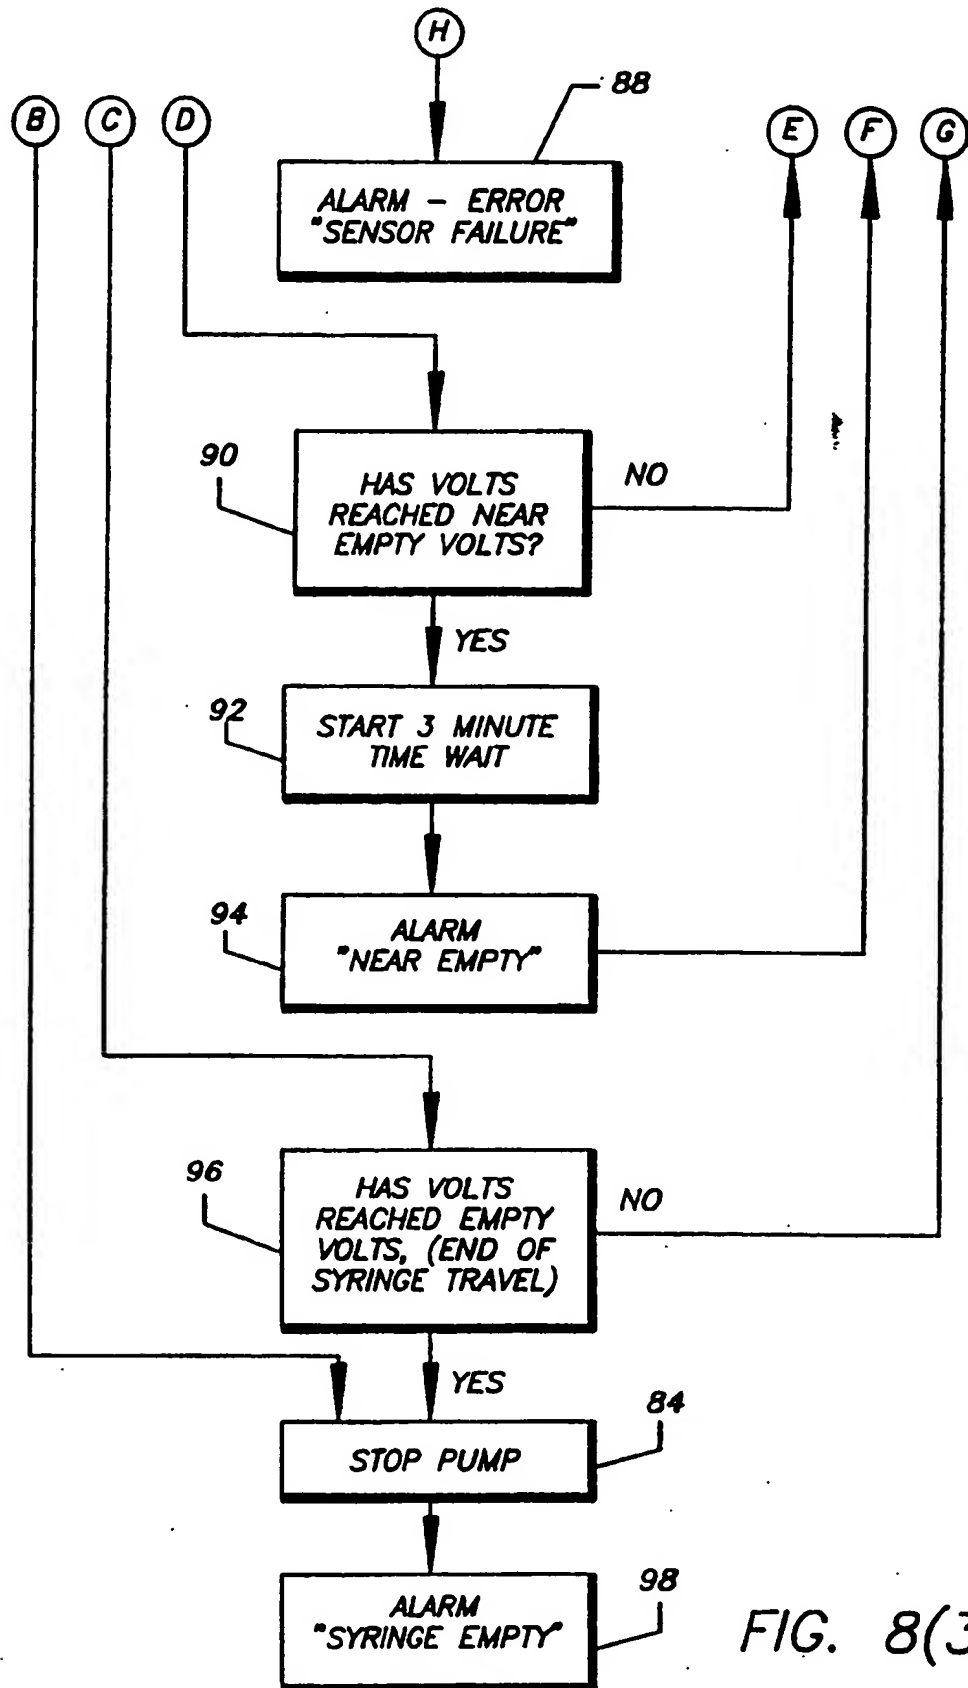 H
88
B C D E F G
ALARM - ERROR
"SENSOR FAILURE"
90
HAS VOLTS
REACHED NEAR
EMPTY VOLTS?
NO
YES
92
START 3 MINUTE
TIME WAIT
94
ALARM
"NEAR EMPTY"
96
HAS VOLTS
REACHED EMPTY
VOLTS, (END OF
SYRINGE TRAVEL)
NO
YES
84
STOP PUMP
98
ALARM
"SYRINGE EMPTY"
FIG. 8(3